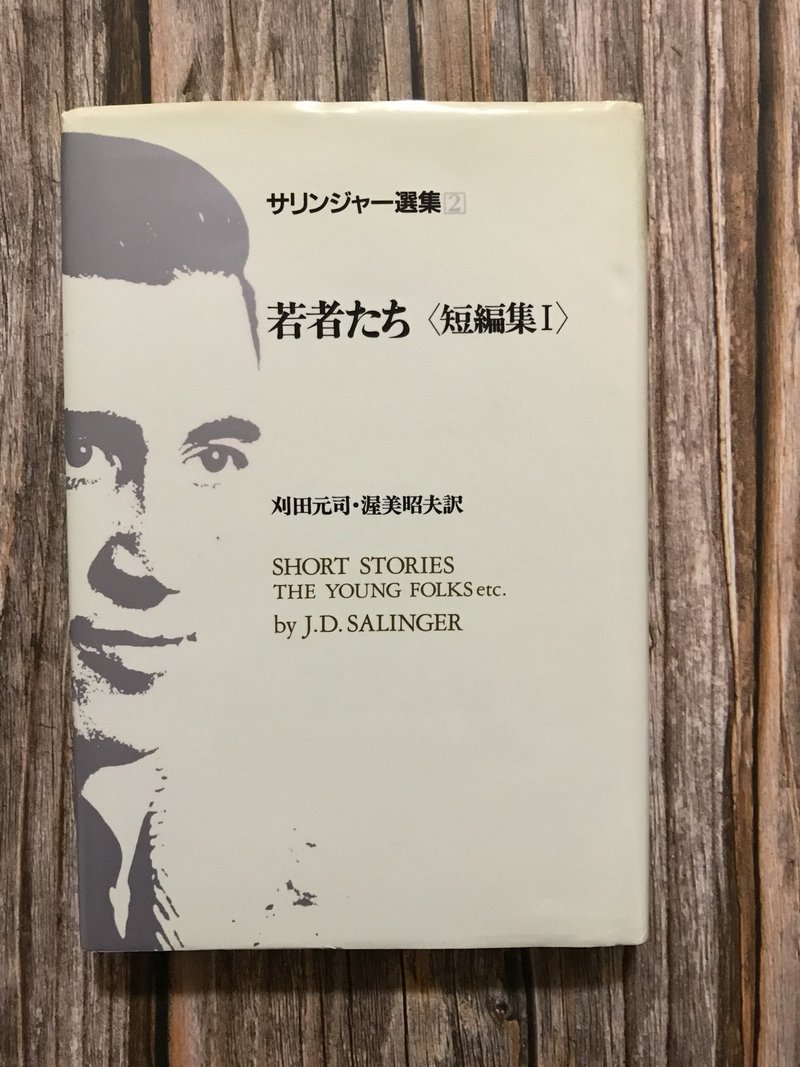 サリンジャー選集2
若者たち〈短編集I〉
刈田元司・渥美昭夫訳
SHORT STORIES
THE YOUNG FOLKS etc.
by J.D. SALINGER